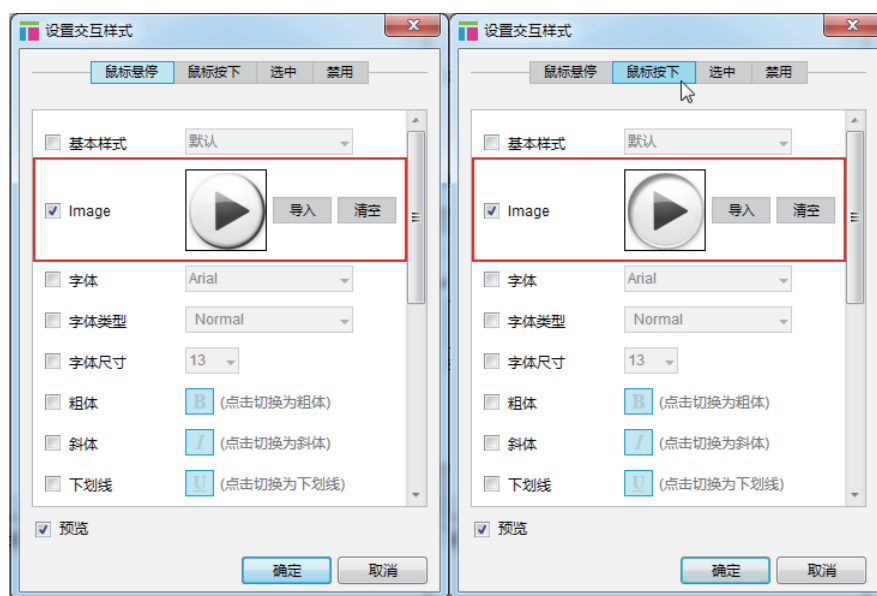 设置交互样式
鼠标悬停 鼠标按下 选中 禁用
基本样式 默认
Image 导入 清空
字体 Arial
字体类型 Normal
字体尺寸 13
粗体 B (点击切换为粗体)
斜体 I (点击切换为斜体)
下划线 U (点击切换为下划线)
预览
确定 取消
设置交互样式
鼠标悬停 鼠标按下 选中 禁用
基本样式 默认
Image 导入 清空
字体 Arial
字体类型 Normal
字体尺寸 13
粗体 B (点击切换为粗体)
斜体 I (点击切换为斜体)
下划线 U (点击切换为下划线)
预览
确定 取消